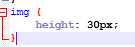 img {
    height: 30px;
}